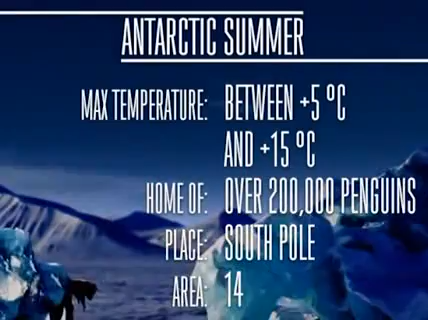 ANTARCTIC SUMMER
MAX TEMPERATURE: BETWEEN +5 °C
AND +15 °C
HOME OF: OVER 200,000 PENGUINS
PLACE: SOUTH POLE
AREA: 14